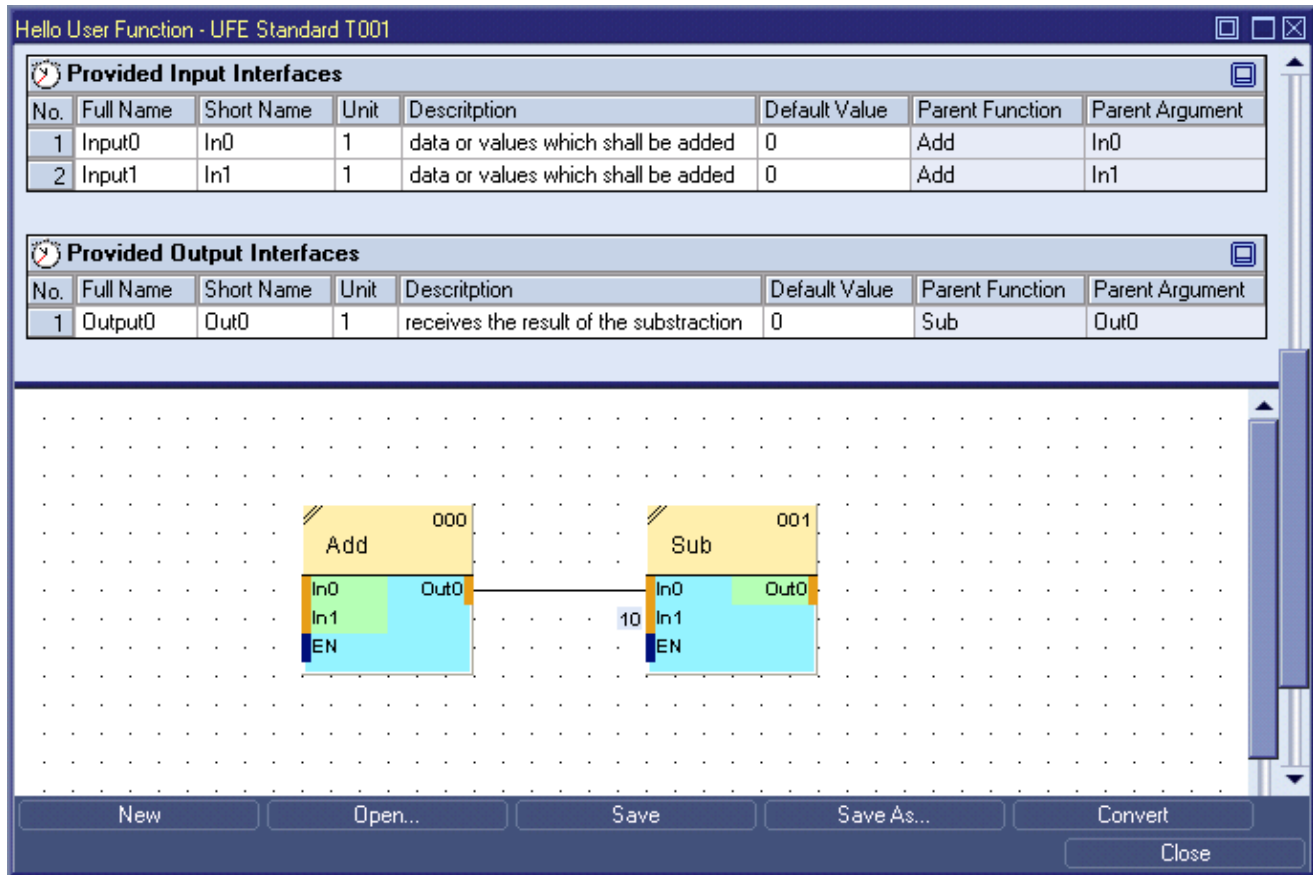 Hello User Function - UFE Standard T001
Provided Input Interfaces
No. Full Name Short Name Unit Descritption Default Value Parent Function Parent Argument
1 Input0 In0 1 data or values which shall be added 0 Add In0
2 Input1 In1 1 data or values which shall be added 0 Add In1
Provided Output Interfaces
No. Full Name Short Name Unit Descritption Default Value Parent Function Parent Argument
1 Output0 Out0 1 receives the result of the substraction 0 Sub Out0
000 001
Add Sub
In0 Out0 In0 Out0
In1 10 In1
EN EN
New Open... Save Save As... Convert
Close